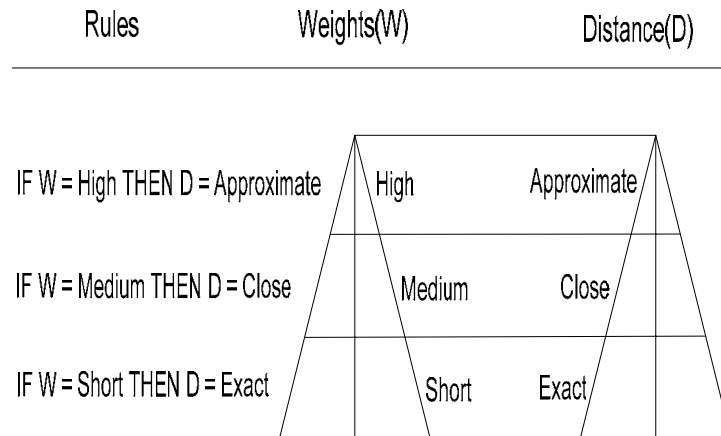 Rules Weights(W) Distance(D)
IF W = High THEN D = Approximate High Approximate
IF W = Medium THEN D = Close Medium Close
IF W = Short THEN D = Exact Short Exact